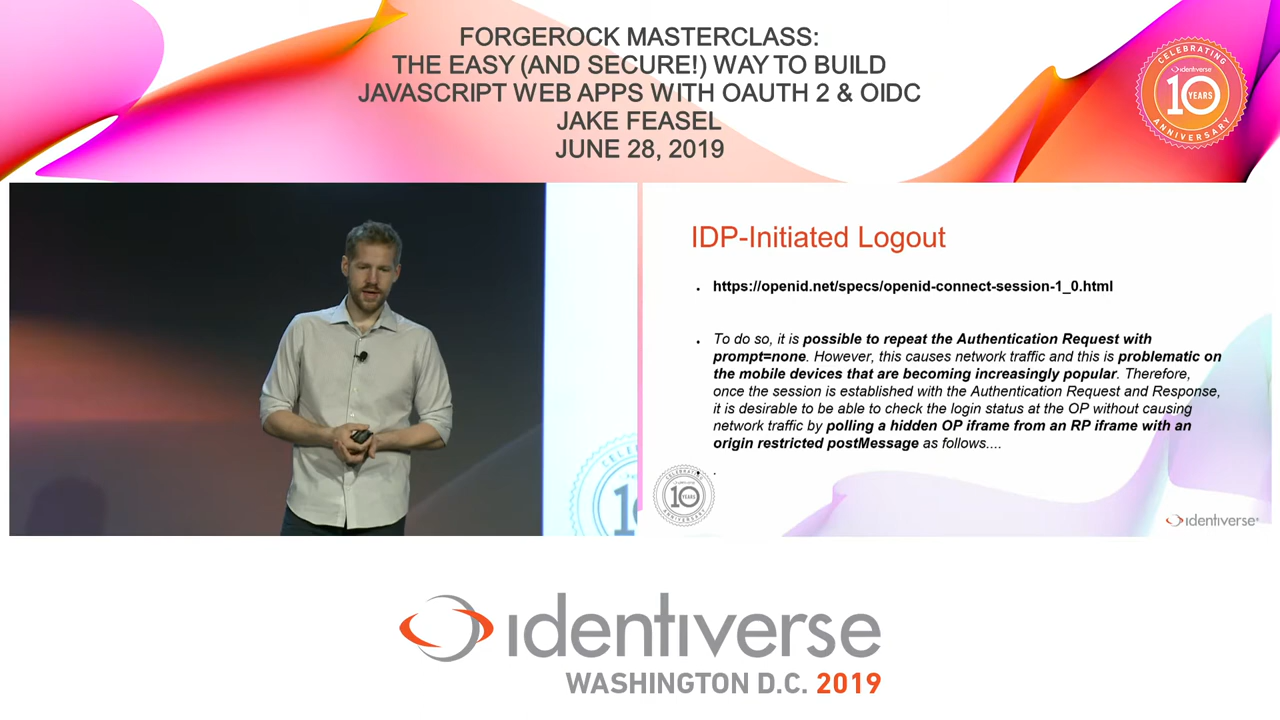 FORGEROCK MASTERCLASS:
THE EASY (AND SECURE!) WAY TO BUILD
JAVASCRIPT WEB APPS WITH OAUTH 2 & OIDC
JAKE FEASEL
JUNE 28, 2019
CELEBRATING
identiverse
10
YEARS
ANNIVERSARY
IDP-Initiated Logout
• https://openid.net/specs/openid-connect-session-1_0.html
• To do so, it is possible to repeat the Authentication Request with
prompt=none. However, this causes network traffic and this is problematic on
the mobile devices that are becoming increasingly popular. Therefore,
once the session is established with the Authentication Request and Response,
it is desirable to be able to check the login status at the OP without causing
network traffic by polling a hidden OP iframe from an RP iframe with an
origin restricted postMessage as follows....
10
YEARS
ANNIVERSARY
identiverse
identiverse
WASHINGTON D.C. 2019